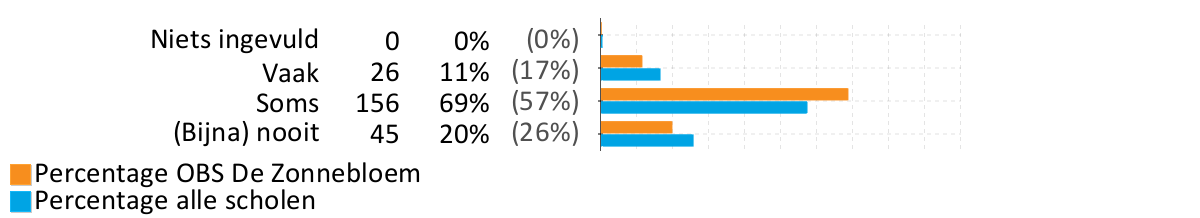 Niets ingevuld 0 0% (0%)
Vaak 26 11% (17%)
Soms 156 69% (57%)
(Bijna) nooit 45 20% (26%)
Percentage OBS De Zonnebloem
Percentage alle scholen